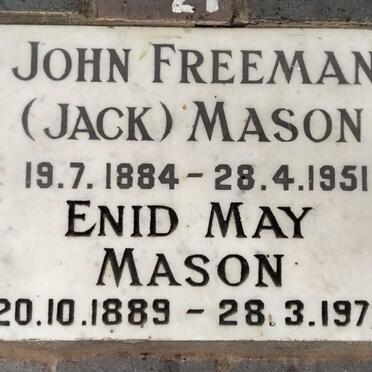 JOHN FREEMAN
(JACK) MASON
19.7.1884 – 28.4.1951
ENID MAY
MASON
20.10.1889 – 28.3.197